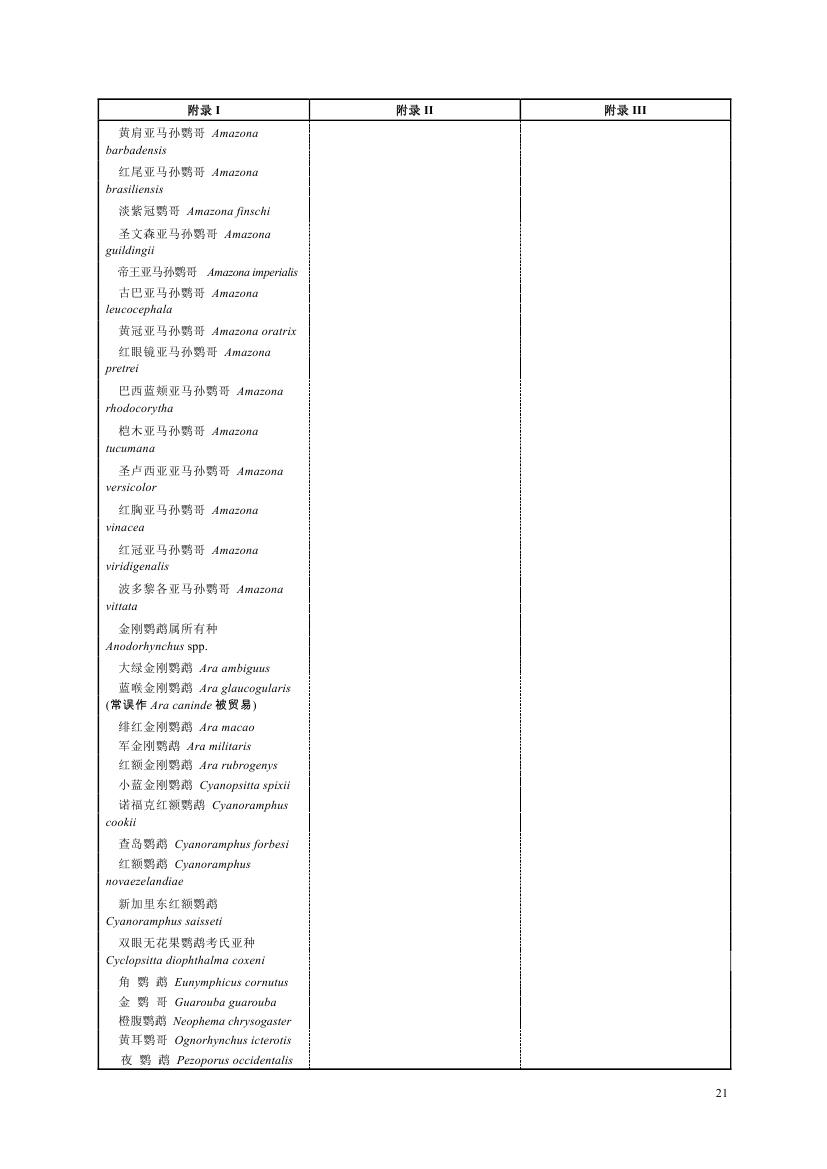 附录 I 附录 II 附录 III
黄肩亚马孙鹦哥 Amazona
barbadensis
红尾亚马孙鹦哥 Amazona
brasiliensis
淡紫冠鹦哥 Amazona finschi
圣文森亚马孙鹦哥 Amazona
guildingii
帝王亚马孙鹦哥 Amazona imperialis
古巴亚马孙鹦哥 Amazona
leucocephala
黄冠亚马孙鹦哥 Amazona oratrix
红眼镜亚马孙鹦哥 Amazona
pretrei
巴西蓝颊亚马孙鹦哥 Amazona
rhodocorytha
桤木亚马孙鹦哥 Amazona
tucumana
圣卢西亚亚马孙鹦哥 Amazona
versicolor
红胸亚马孙鹦哥 Amazona
vinacea
红冠亚马孙鹦哥 Amazona
viridigenalis
波多黎各亚马孙鹦哥 Amazona
vittata
金刚鹦鹉属所有种
Anodorhynchus spp.
大绿金刚鹦鹉 Ara ambiguus
蓝喉金刚鹦鹉 Ara glaucogularis
(常误作 Ara caninde 被贸易)
绯红金刚鹦鹉 Ara macao
军金刚鹦鹉 Ara militaris
红额金刚鹦鹉 Ara rubrogenys
小蓝金刚鹦鹉 Cyanopsitta spixii
诺福克红额鹦鹉 Cyanoramphus
cookii
查岛鹦鹉 Cyanoramphus forbesi
红额鹦鹉 Cyanoramphus
novaezelandiae
新加里东红额鹦鹉
Cyanoramphus saisseti
双眼无花果鹦鹉考氏亚种
Cyclopsitta diophthalma coxeni
角 鹦 鹉 Eunymphicus cornutus
金 鹦 哥 Guarouba guarouba
橙腹鹦鹉 Neophema chrysogaster
黄耳鹦哥 Ognorhynchus icterotis
夜 鹦 鹉 Pezoporus occidentalis
21